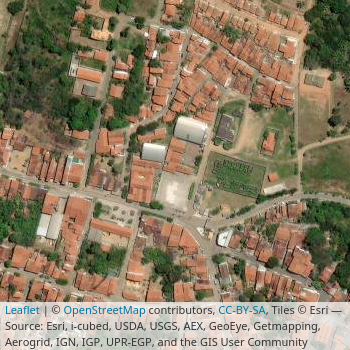 Leaflet | © OpenStreetMap contributors, CC-BY-SA, Tiles © Esri —
Source: Esri, i-cubed, USDA, USGS, AEX, GeoEye, Getmapping,
Aerogrid, IGN, IGP, UPR-EGP, and the GIS User Community